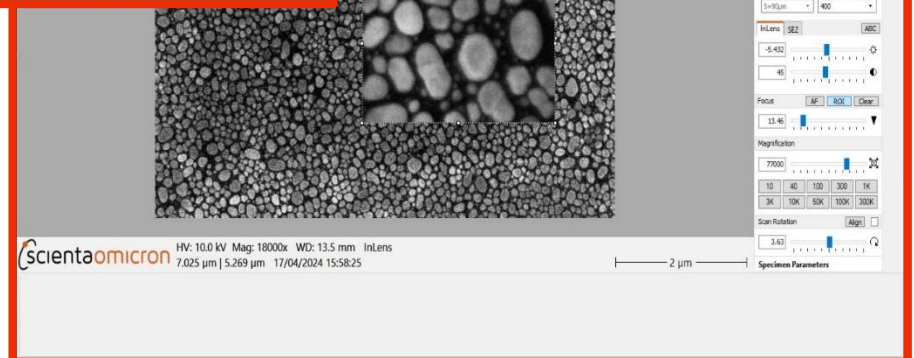 S=90µm 400
InLens SE2 ABC
-5.432
45
Focus AF ROI Clear
13.46
Magnification
77000
10 40 100 300 1K
3K 10K 50K 100K 300K
Scan Rotation Align
3.63
Specimen Parameters
scientaomicron
HV: 10.0 kV Mag: 18000x WD: 13.5 mm InLens
7.025 µm | 5.269 µm 17/04/2024 15:58:25
2 µm